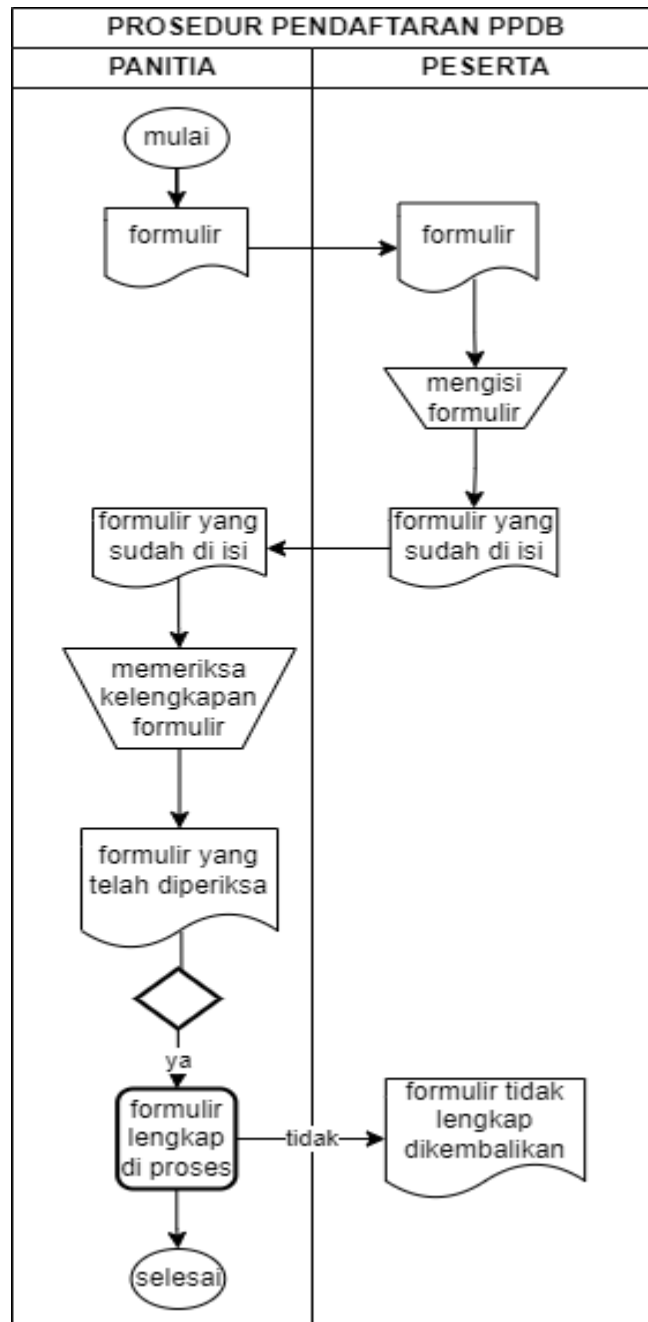 PROSEDUR PENDAFTARAN PPDB
PANITIA
PESERTA
mulai
formulir
formulir
mengisi
formulir
formulir yang
sudah di isi
formulir yang
sudah di isi
memeriksa
kelengkapan
formulir
formulir yang
telah diperiksa
ya
formulir
lengkap
di proses
tidak
formulir tidak
lengkap
dikembalikan
selesai